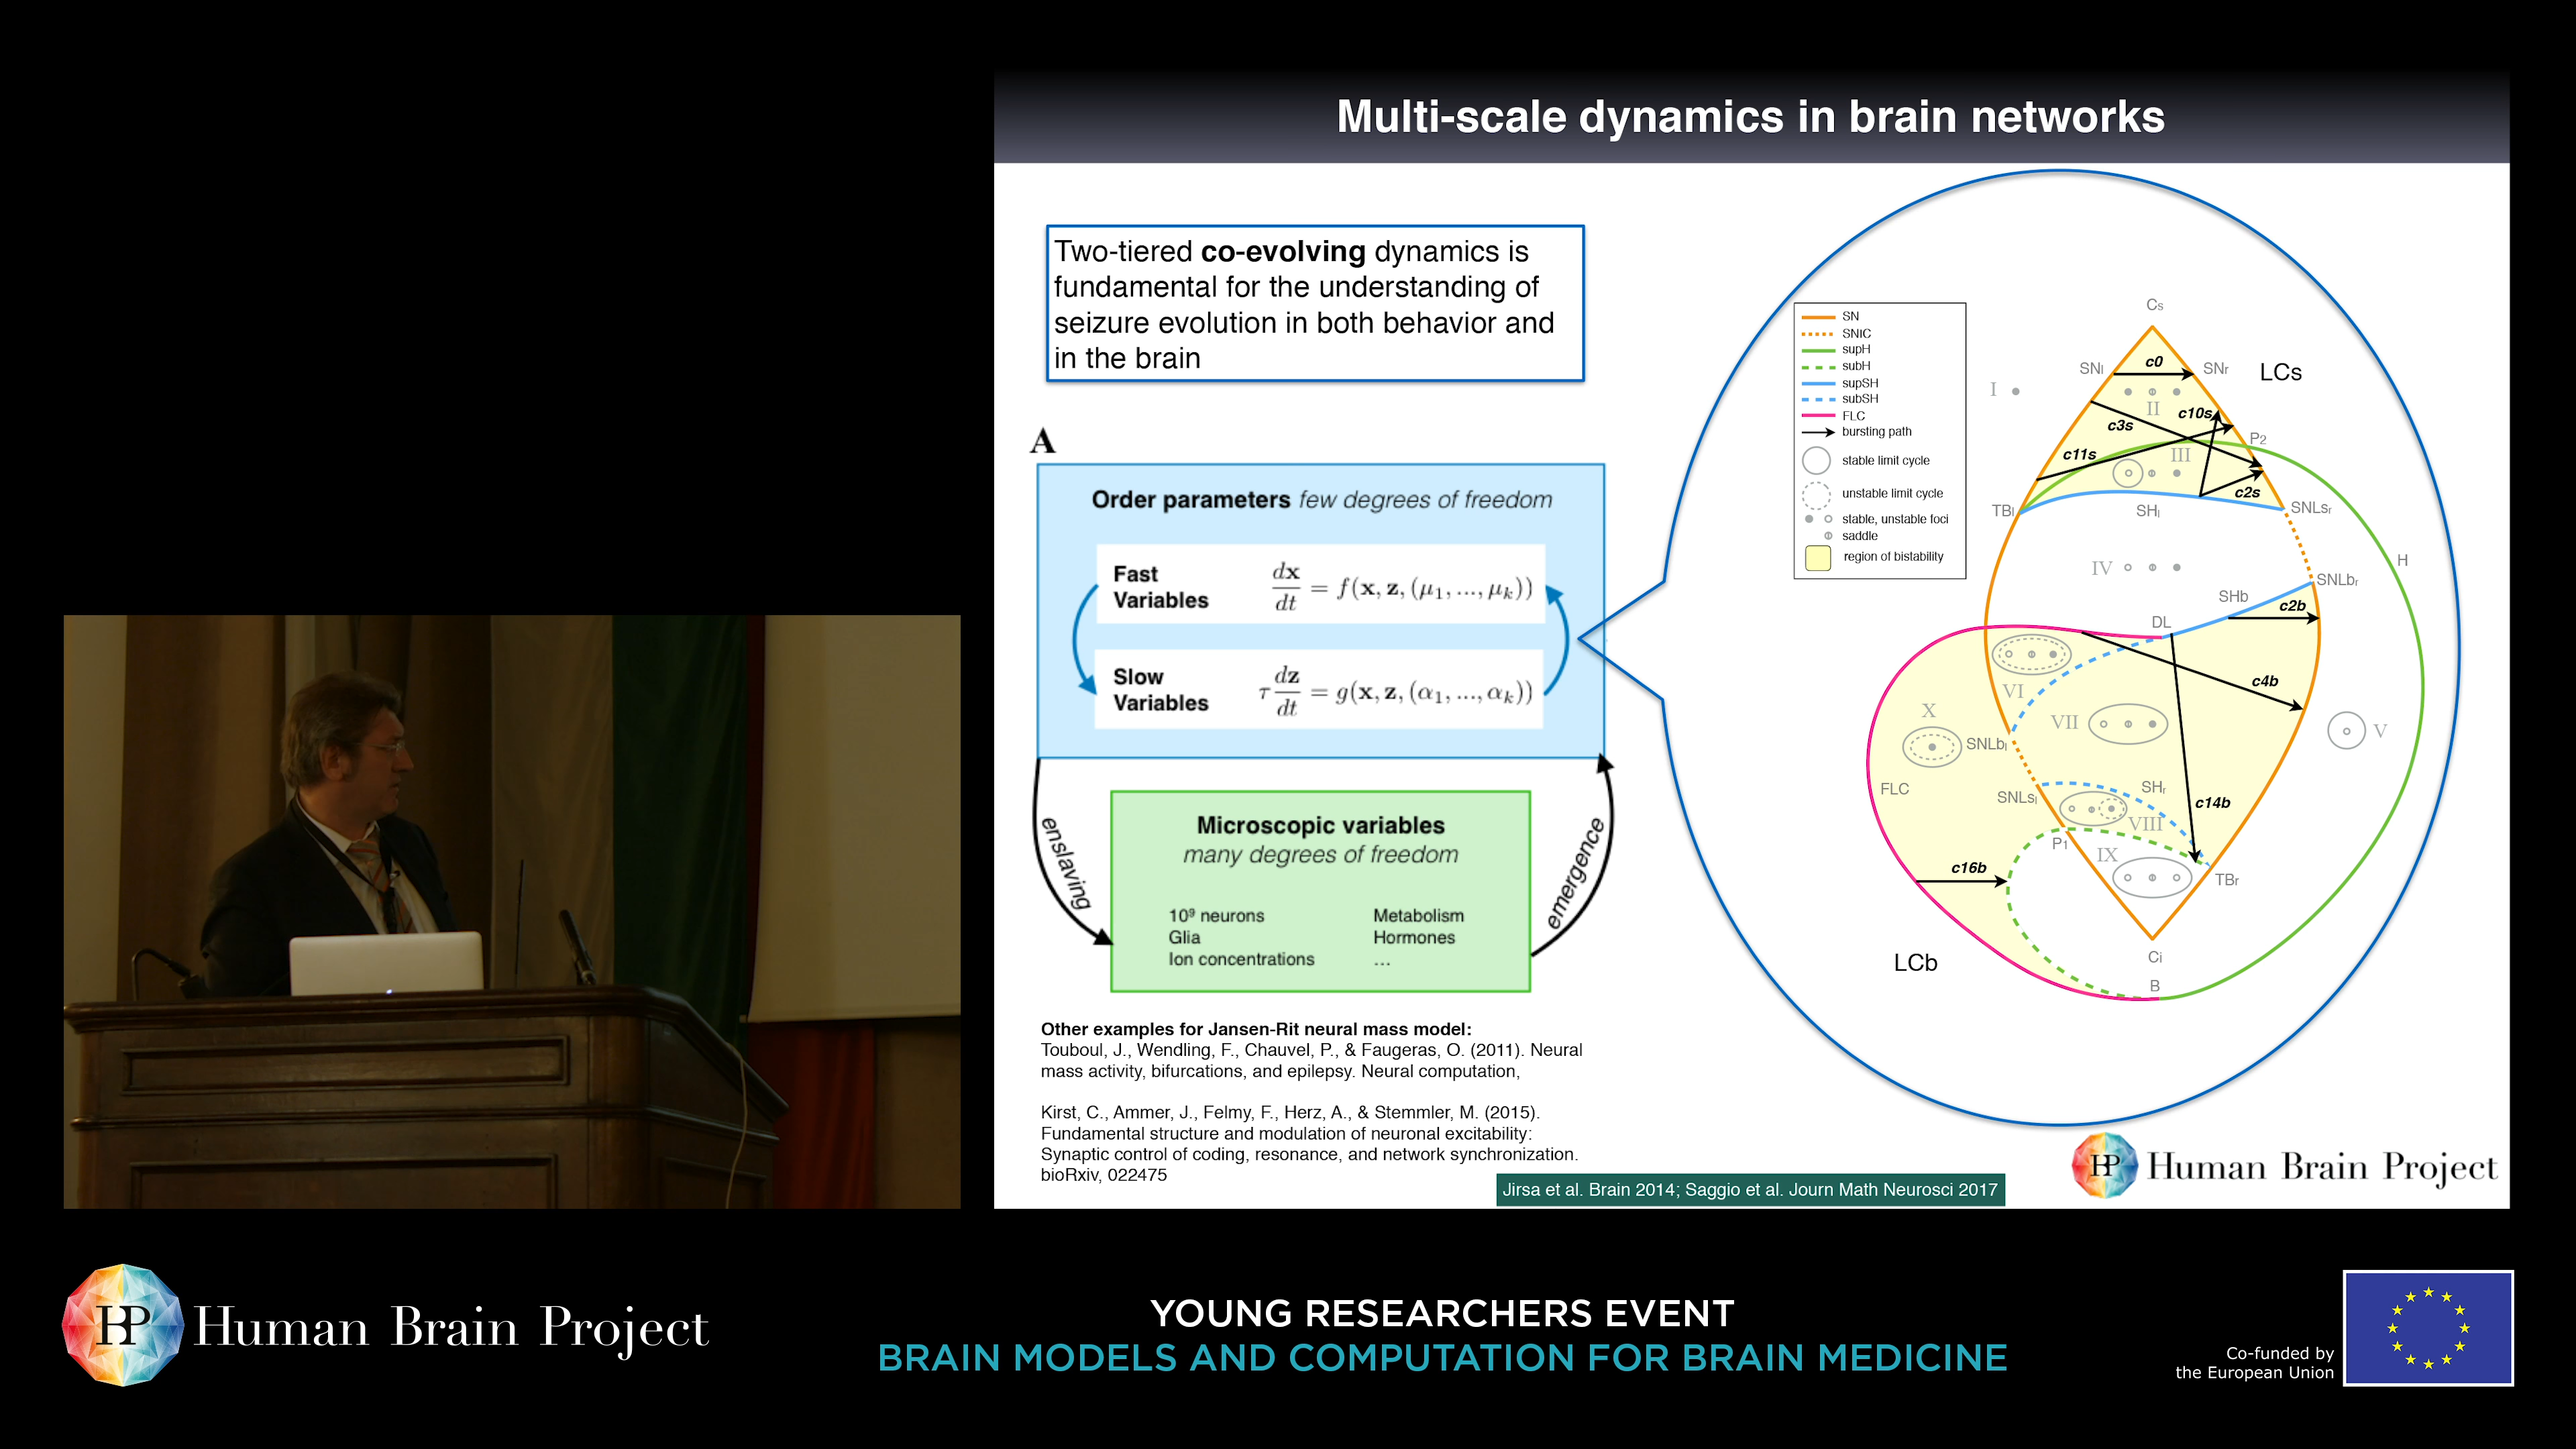 Multi-scale dynamics in brain networks
Two-tiered co-evolving dynamics is
fundamental for the understanding of
seizure evolution in both behavior and
in the brain
A
Order parameters few degrees of freedom
Fast
Variables
dx/dt = f(x, z, (μ1, ..., μk))
Slow
Variables
τ dz/dt = g(x, z, (α1, ..., αk))
enslaving
emergence
Microscopic variables
many degrees of freedom
10⁹ neurons
Glia
Ion concentrations
Metabolism
Hormones
...
Other examples for Jansen-Rit neural mass model:
Touboul, J., Wendling, F., Chauvel, P., & Faugeras, O. (2011). Neural
mass activity, bifurcations, and epilepsy. Neural computation,
Kirst, C., Ammer, J., Felmy, F., Herz, A., & Stemmler, M. (2015).
Fundamental structure and modulation of neuronal excitability:
Synaptic control of coding, resonance, and network synchronization.
bioRxiv, 022475
Jirsa et al. Brain 2014; Saggio et al. Journ Math Neurosci 2017
SN
SNIC
supH
subH
supSH
subSH
FLC
bursting path
stable limit cycle
unstable limit cycle
stable, unstable foci
saddle
region of bistability
Cs
SNl
c0
SNr
LCs
I
II
c10s
c3s
P2
c11s
III
c2s
TBl
SHl
SNLsr
H
IV
SNLbr
SHb
c2b
DL
c4b
VI
X
VII
V
SNLbl
FLC
SNLsl
SHr
c14b
VIII
P1
IX
c16b
TBr
Ci
LCb
B
HBP Human Brain Project
HBP Human Brain Project
YOUNG RESEARCHERS EVENT
BRAIN MODELS AND COMPUTATION FOR BRAIN MEDICINE
Co-funded by
the European Union